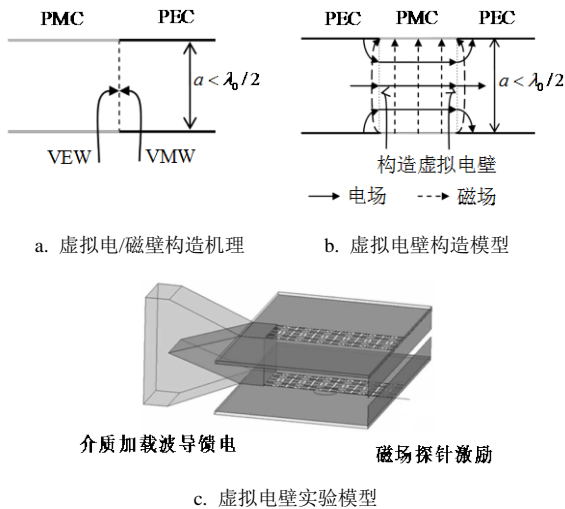 PMC PEC
a < λ₀/2
VEW VMW
a. 虚拟电/磁壁构造机理
PEC PMC PEC
a < λ₀/2
构造虚拟电壁
电场 磁场
b. 虚拟电壁构造模型
介质加载波导馈电
磁场探针激励
c. 虚拟电壁实验模型